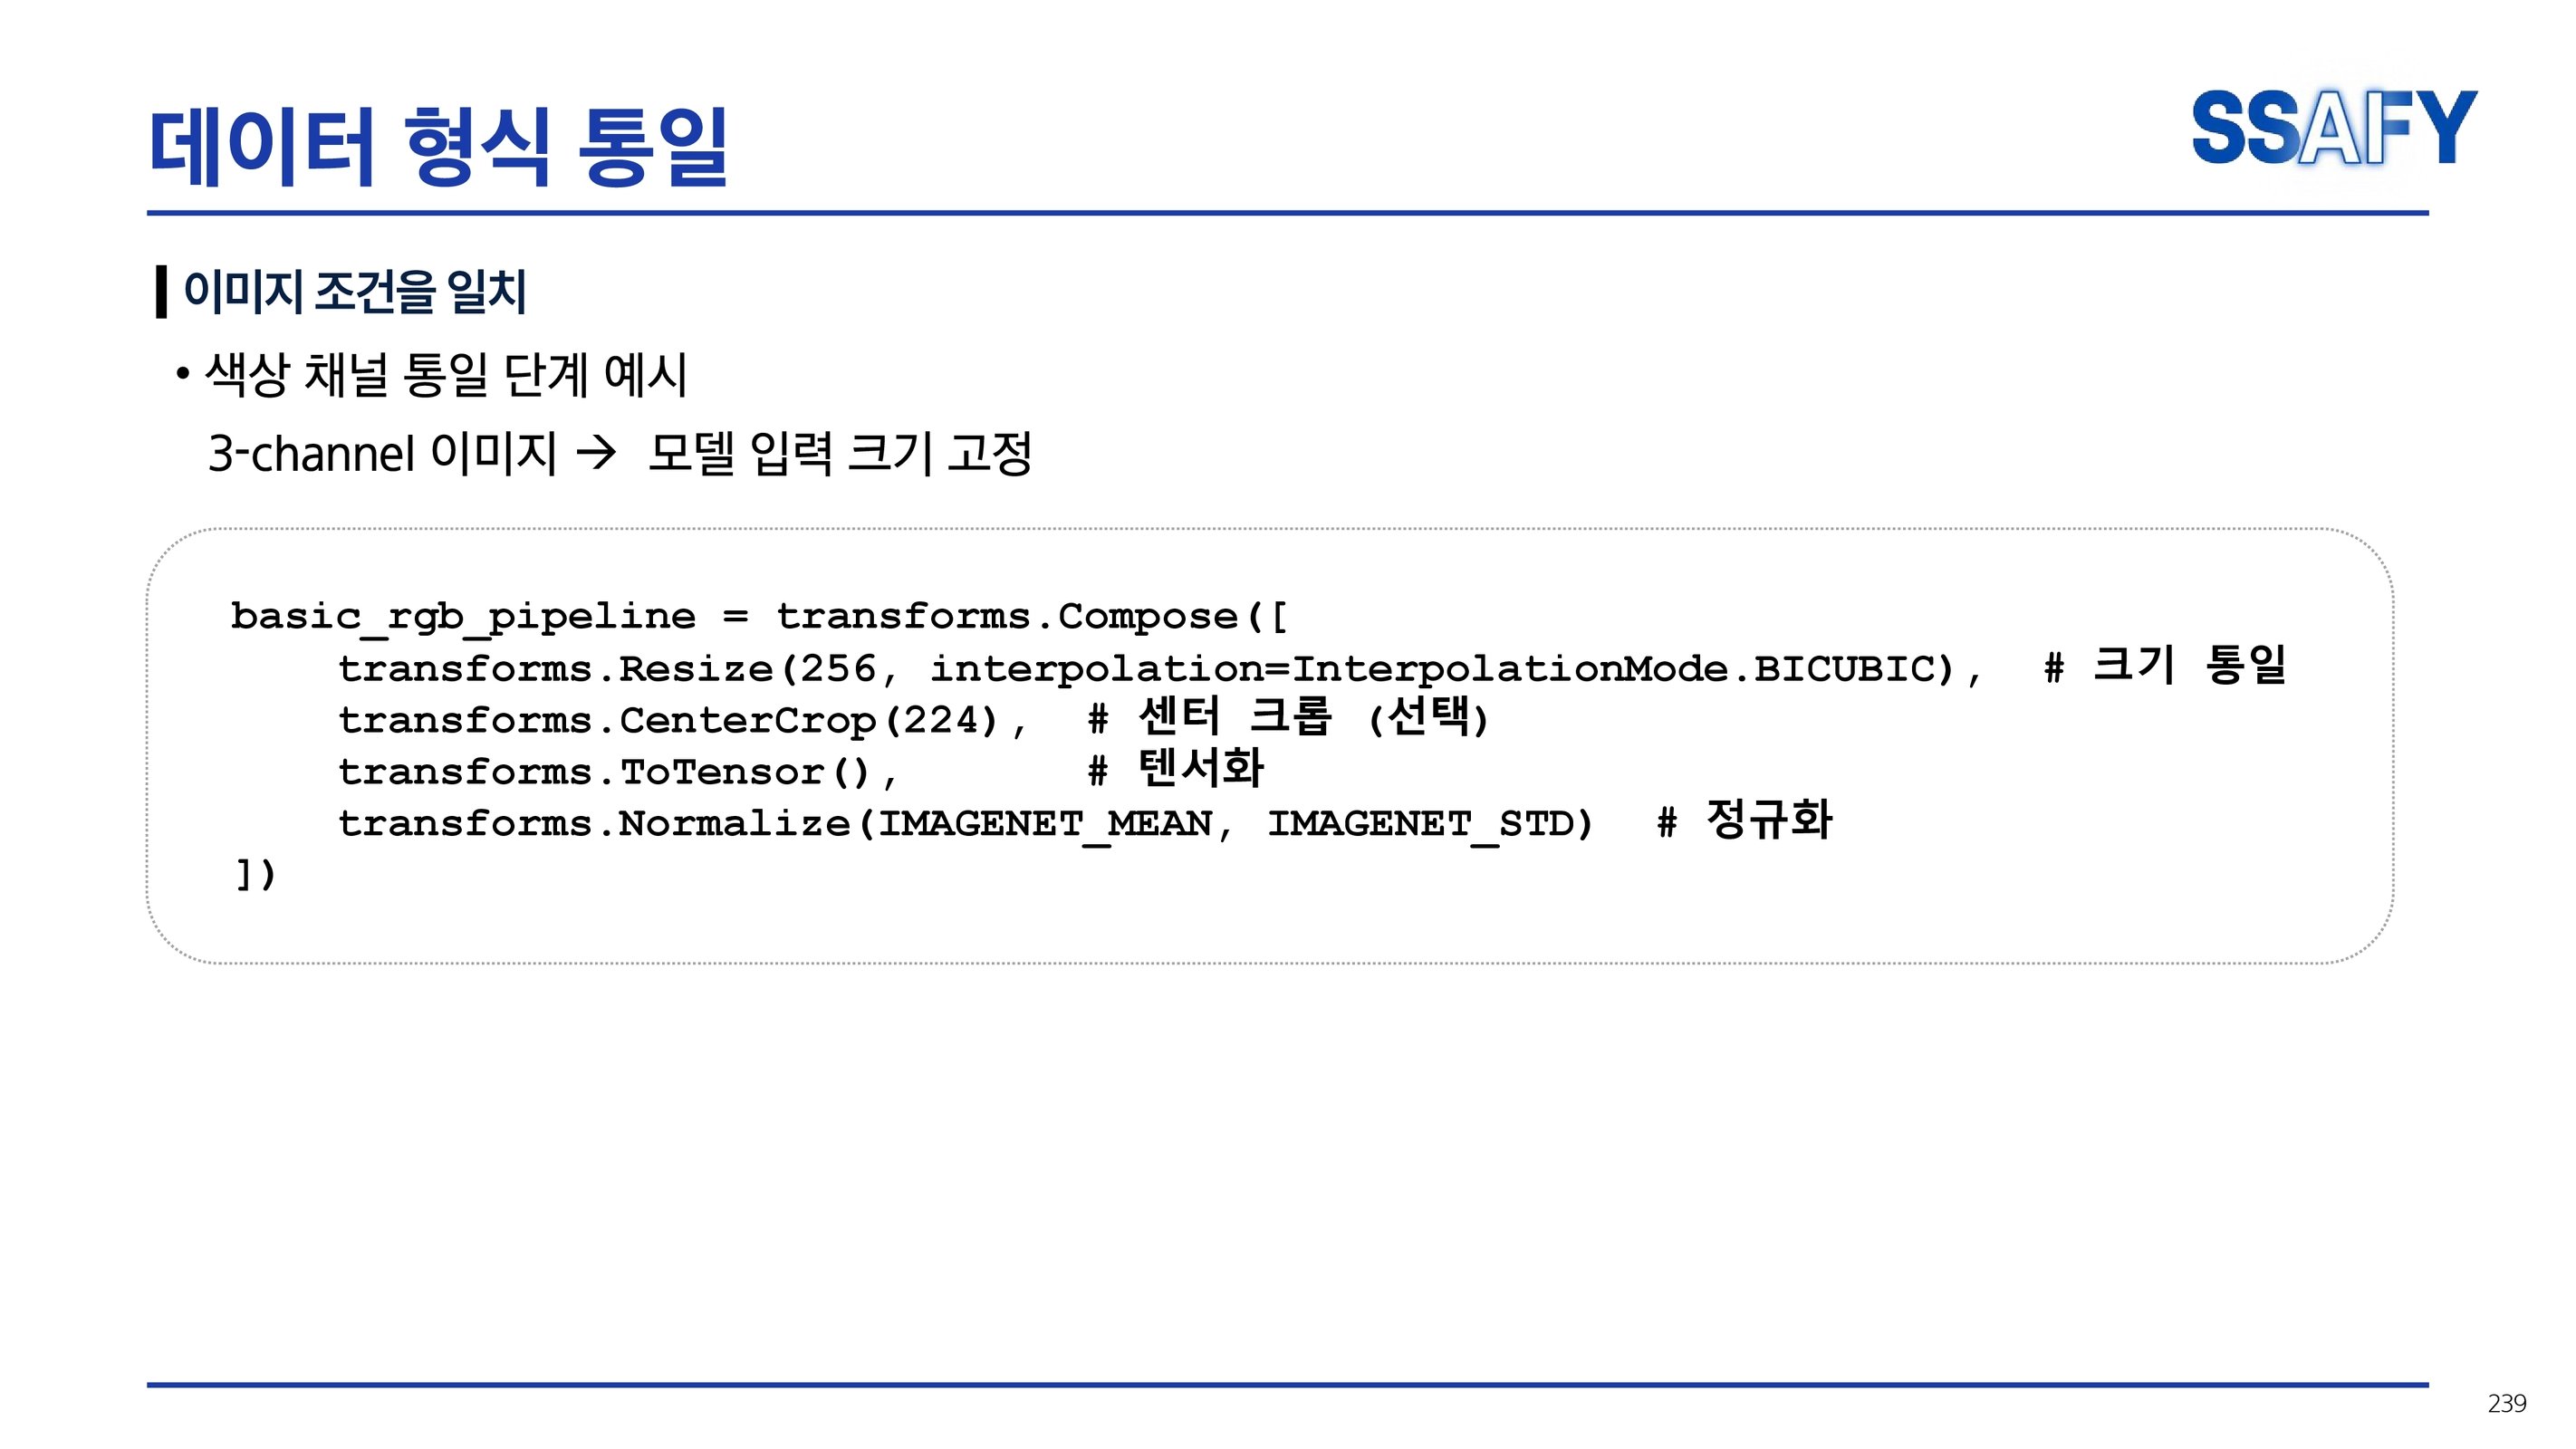 데이터 형식 통일
SSAFY
이미지 조건을 일치
• 색상 채널 통일 단계 예시
3-channel 이미지 → 모델 입력 크기 고정
basic_rgb_pipeline = transforms.Compose([
    transforms.Resize(256, interpolation=InterpolationMode.BICUBIC),  # 크기 통일
    transforms.CenterCrop(224),  # 센터 크롭 (선택)
    transforms.ToTensor(),       # 텐서화
    transforms.Normalize(IMAGENET_MEAN, IMAGENET_STD)  # 정규화
])
239